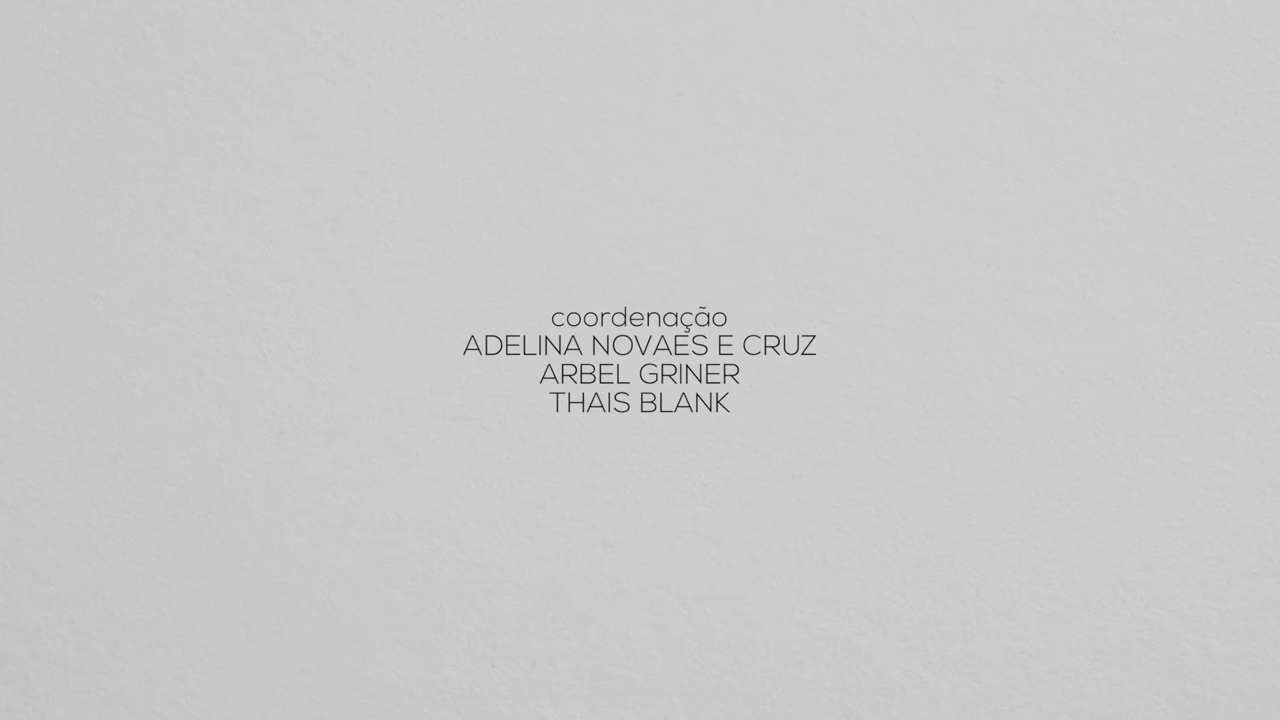 coordenação
ADELINA NOVAES E CRUZ
ARBEL GRINER
THAIS BLANK